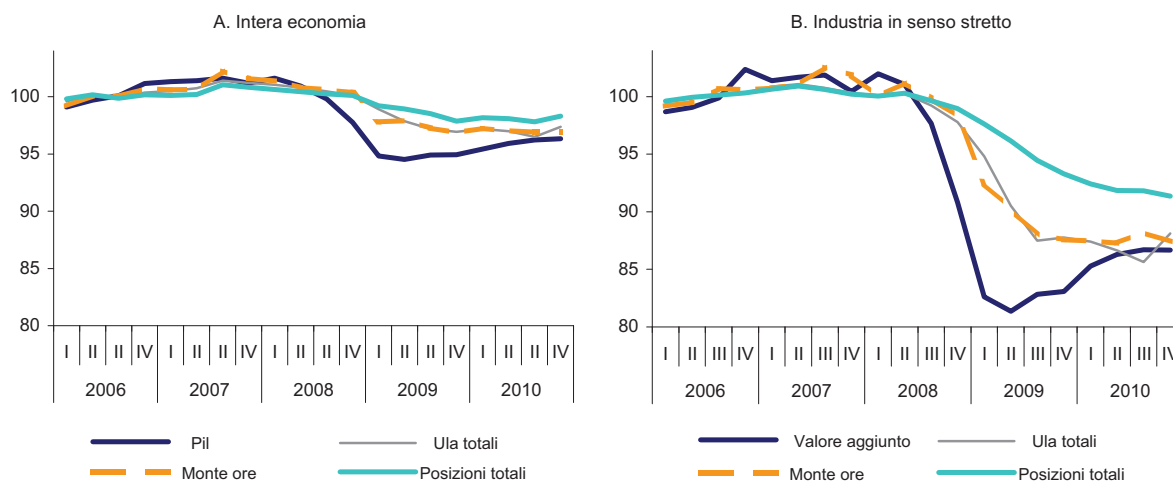 A. Intera economia
100
95
90
85
80
I II II IV I II II IV I II II IV I II II IV I II II IV
2006 2007 2008 2009 2010
Pil
Ula totali
Monte ore
Posizioni totali
B. Industria in senso stretto
100
95
90
85
80
I II III IV I II III IV I II III IV I II III IV I II III IV
2006 2007 2008 2009 2010
Valore aggiunto
Ula totali
Monte ore
Posizioni totali